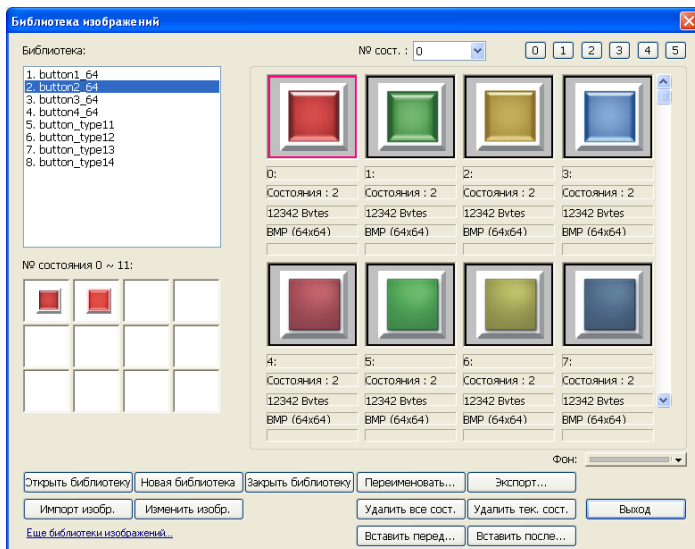 Библиотека изображений
Библиотека:
№ сост. : 0
0 1 2 3 4 5
1. button1_64
2. button2_64
3. button3_64
4. button4_64
5. button_type11
6. button_type12
7. button_type13
8. button_type14
0: 1: 2: 3:
Состояния : 2 Состояния : 2 Состояния : 2 Состояния : 2
12342 Bytes 12342 Bytes 12342 Bytes 12342 Bytes
BMP (64x64) BMP (64x64) BMP (64x64) BMP (64x64)
№ состояния 0 ~ 11:
4: 5: 6: 7:
Состояния : 2 Состояния : 2 Состояния : 2 Состояния : 2
12342 Bytes 12342 Bytes 12342 Bytes 12342 Bytes
BMP (64x64) BMP (64x64) BMP (64x64) BMP (64x64)
Фон:
Открыть библиотеку Новая библиотека Закрыть библиотеку Переименовать... Экспорт...
Импорт изобр. Изменить изобр. Удалить все сост. Удалить тек. сост. Выход
Еще библиотеки изображений... Вставить перед... Вставить после...